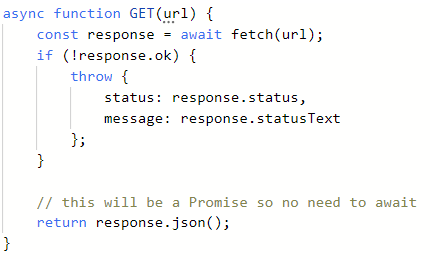 async function GET(url) {
    const response = await fetch(url);
    if (!response.ok) {
        throw {
            status: response.status,
            message: response.statusText
        };
    }

    // this will be a Promise so no need to await
    return response.json();
}